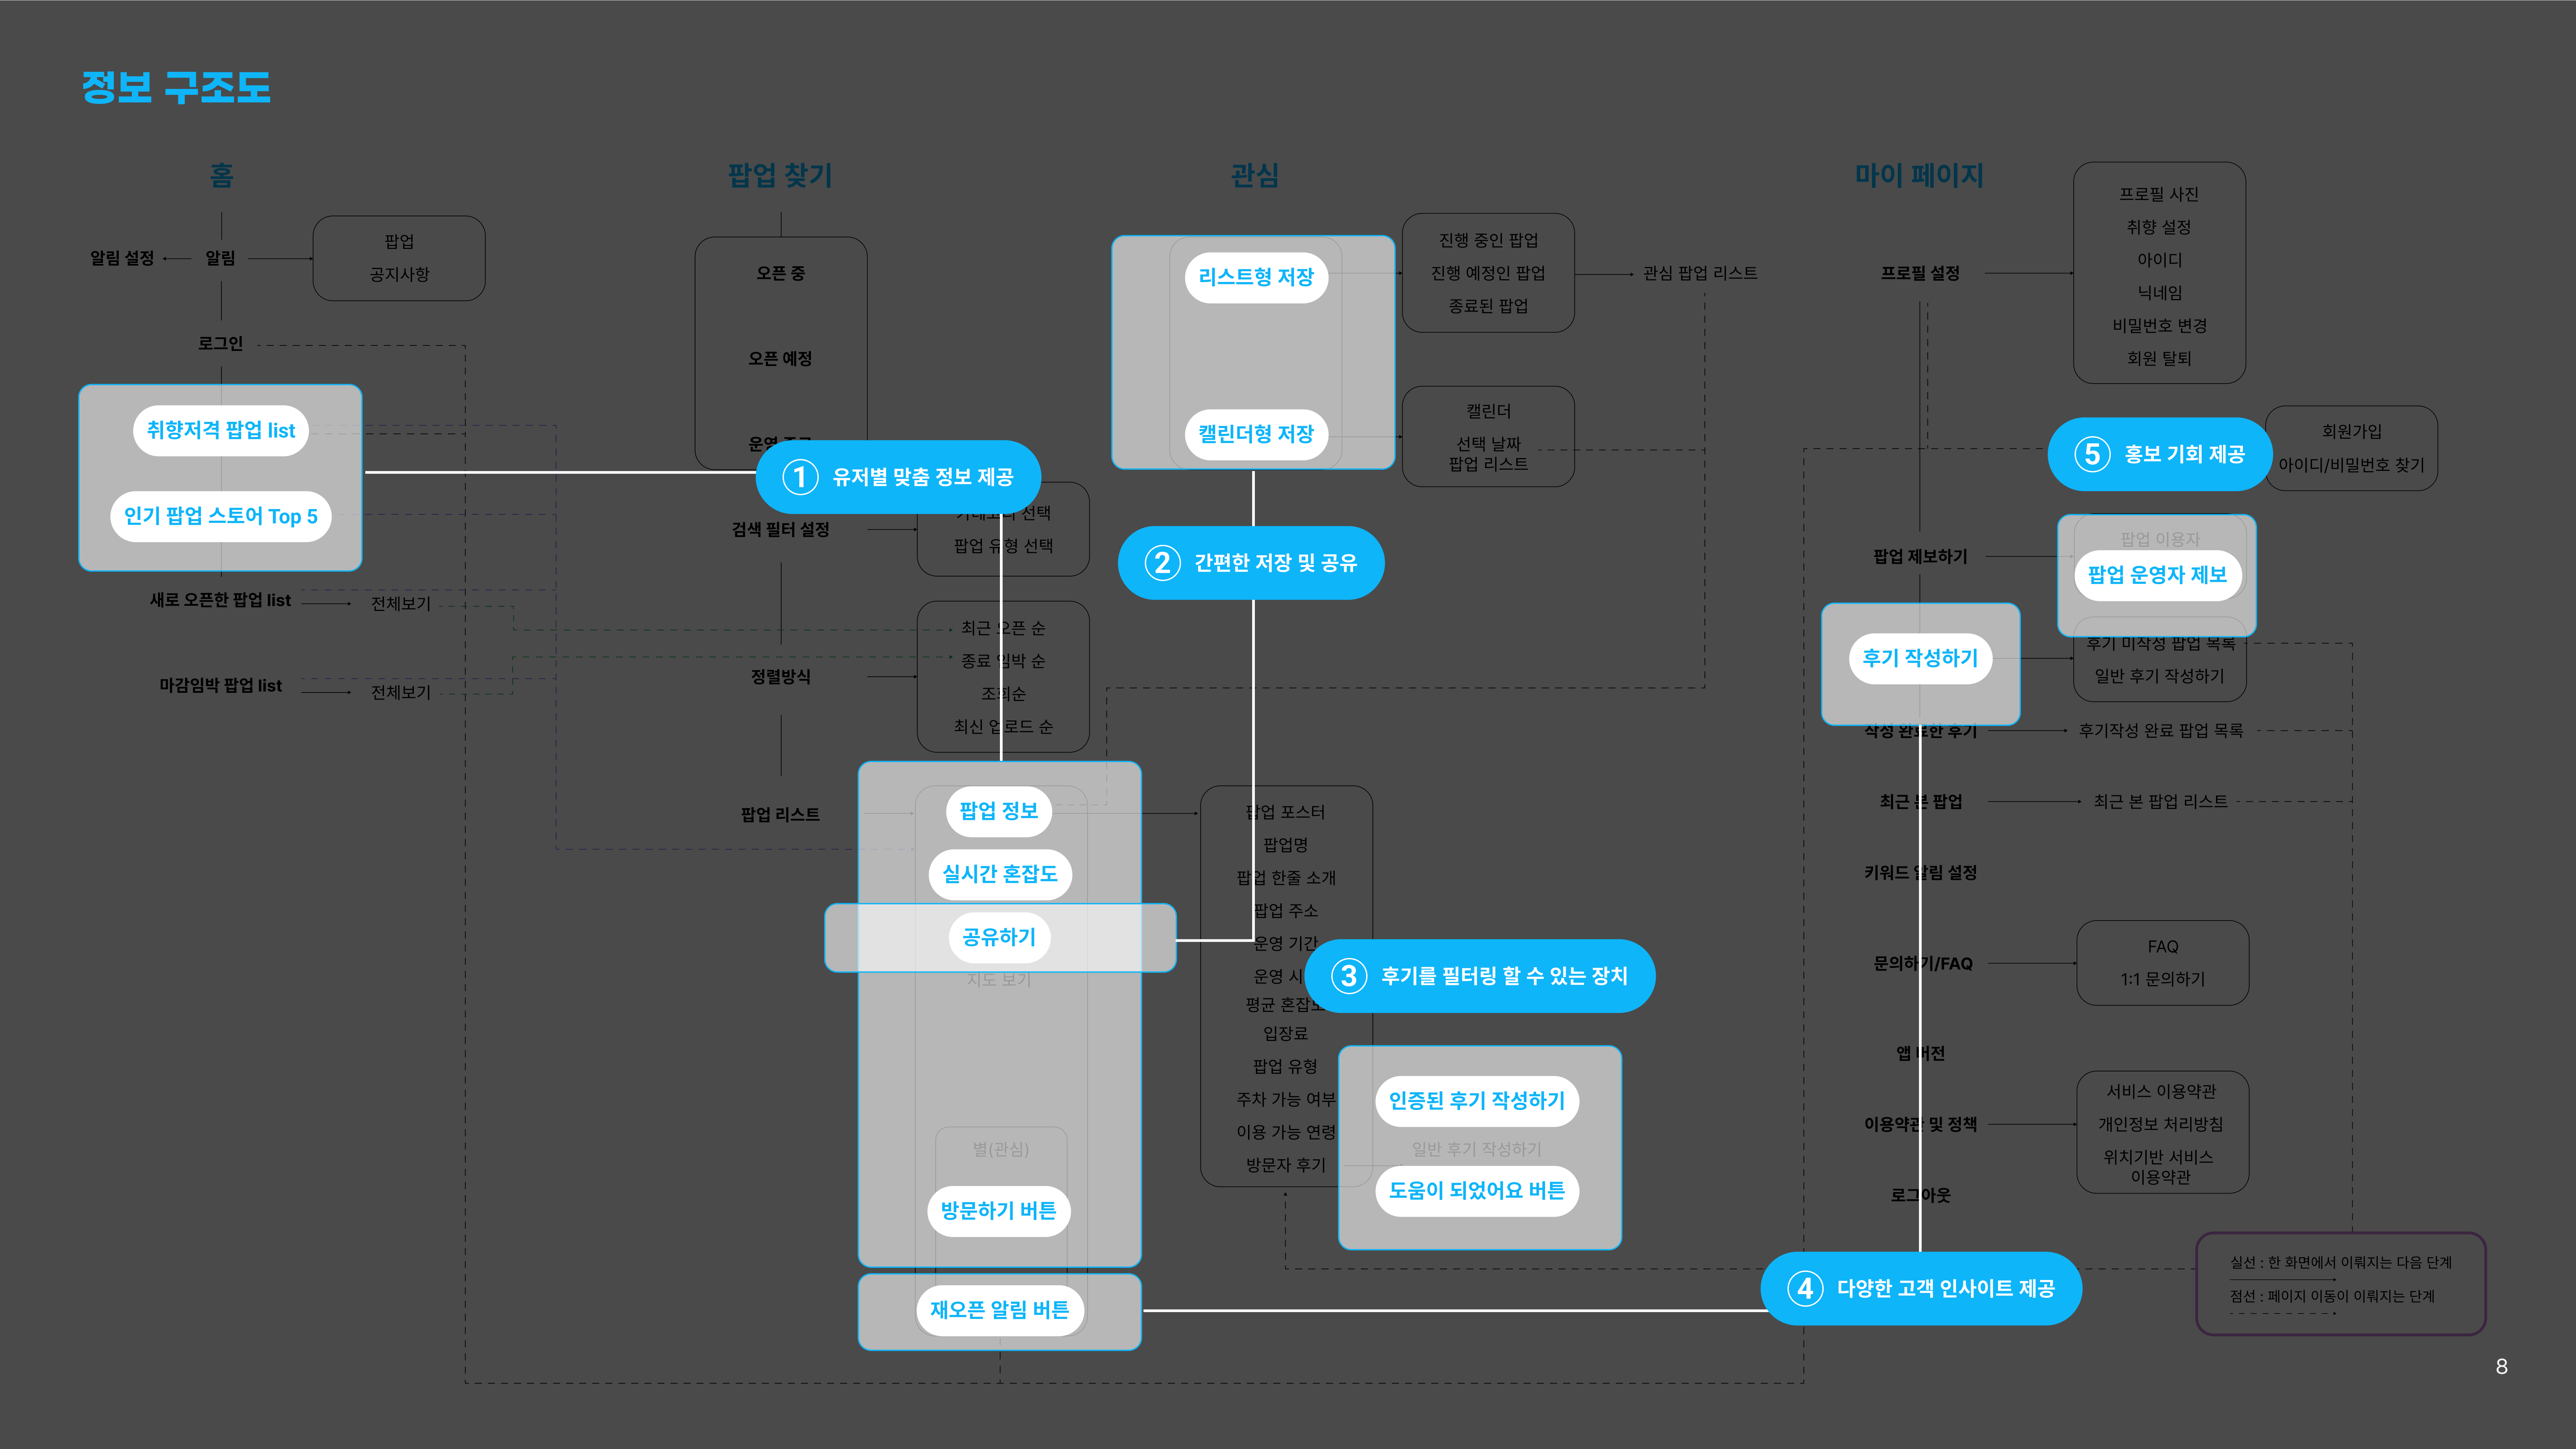 정보 구조도
홈
알림 설정
알림
팝업
공지사항
로그인
취향저격 팝업 list
인기 팝업 스토어 Top 5
새로 오픈한 팝업 list
전체보기
마감임박 팝업 list
전체보기
팝업 찾기
오픈 중
오픈 예정
운영
① 유저별 맞춤 정보 제공
검색 필터 설정
선택
팝업 유형 선택
정렬방식
최근 오픈 순
종료 임박 순
조회순
최신 업로드 순
팝업 리스트
팝업 정보
실시간 혼잡도
공유하기
지도 보기
별(관심)
방문하기 버튼
재오픈 알림 버튼
관심
리스트형 저장
캘린더형 저장
진행 중인 팝업
진행 예정인 팝업
종료된 팝업
관심 팝업 리스트
캘린더
선택 날짜
팝업 리스트
② 간편한 저장 및 공유
팝업 포스터
팝업명
팝업 한줄 소개
팝업 주소
운영 기간
운영 시
평균 혼잡도
입장료
팝업 유형
주차 가능 여부
이용 가능 연령
방문자 후기
③ 후기를 필터링 할 수 있는 장치
인증된 후기 작성하기
일반 후기 작성하기
도움이 되었어요 버튼
마이 페이지
프로필 설정
프로필 사진
취향 설정
아이디
닉네임
비밀번호 변경
회원 탈퇴
⑤ 홍보 기회 제공
회원가입
아이디/비밀번호 찾기
팝업 제보하기
팝업 이용자
팝업 운영자 제보
후기 작성하기
후기 미작성 팝업 목록
일반 후기 작성하기
작성 완료한 후기
후기작성 완료 팝업 목록
최근 본 팝업
최근 본 팝업 리스트
키워드 알림 설정
문의하기/FAQ
FAQ
1:1 문의하기
앱 버전
이용약관 및 정책
서비스 이용약관
개인정보 처리방침
위치기반 서비스
이용약관
로그아웃
④ 다양한 고객 인사이트 제공
실선 : 한 화면에서 이뤄지는 다음 단계
점선 : 페이지 이동이 이뤄지는 단계
8